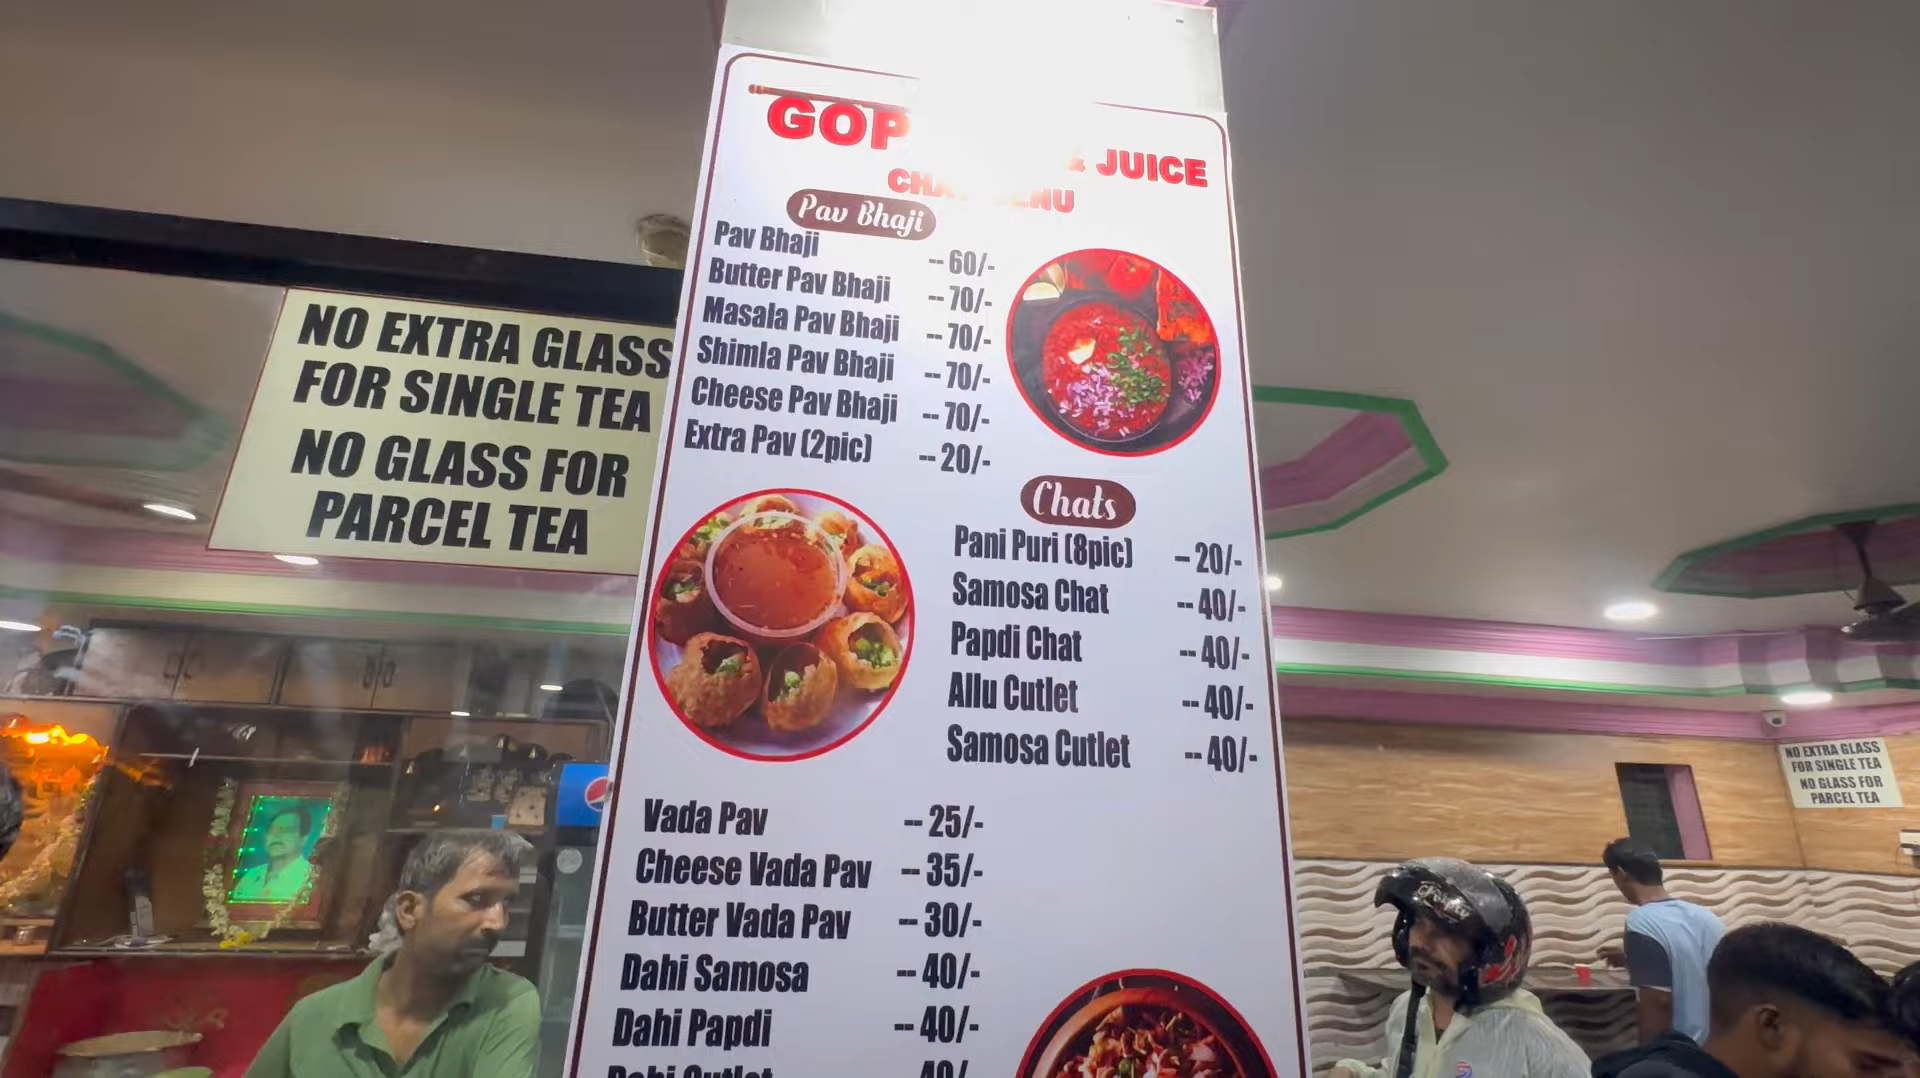 GOP
& JUICE
Pav Bhaji
Pav Bhaji -- 60/-
Butter Pav Bhaji -- 70/-
Masala Pav Bhaji -- 70/-
Shimla Pav Bhaji -- 70/-
Cheese Pav Bhaji -- 70/-
Extra Pav (2pic) -- 20/-
Chats
Pani Puri (8pic) -- 20/-
Samosa Chat -- 40/-
Papdi Chat -- 40/-
Allu Cutlet -- 40/-
Samosa Cutlet -- 40/-
Vada Pav -- 25/-
Cheese Vada Pav -- 35/-
Butter Vada Pav -- 30/-
Dahi Samosa -- 40/-
Dahi Papdi -- 40/-
NO EXTRA GLASS
FOR SINGLE TEA
NO GLASS FOR
PARCEL TEA
NO EXTRA GLASS
FOR SINGLE TEA
NO GLASS FOR
PARCEL TEA